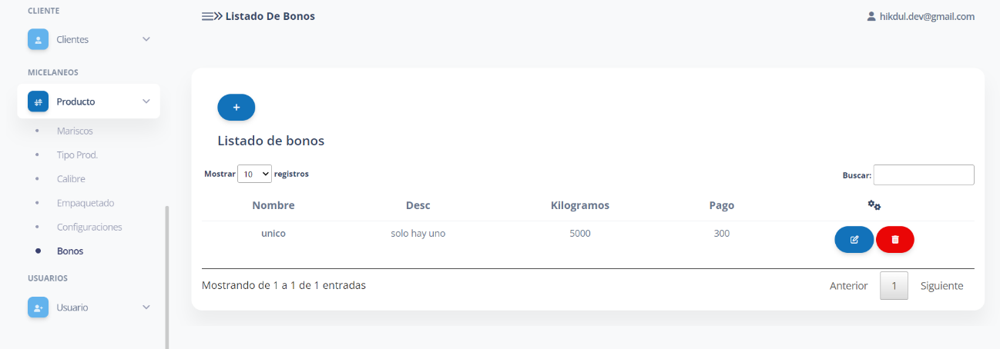 CLIENTE
Clientes
MICELANEOS
Producto
Mariscos
Tipo Prod.
Calibre
Empaquetado
Configuraciones
Bonos
USUARIOS
Usuario
Listado De Bonos
hikdul.dev@gmail.com
+
Listado de bonos
Mostrar 10 registros
Buscar:
Nombre Desc Kilogramos Pago
unico solo hay uno 5000 300
Mostrando de 1 a 1 de 1 entradas
Anterior 1 Siguiente